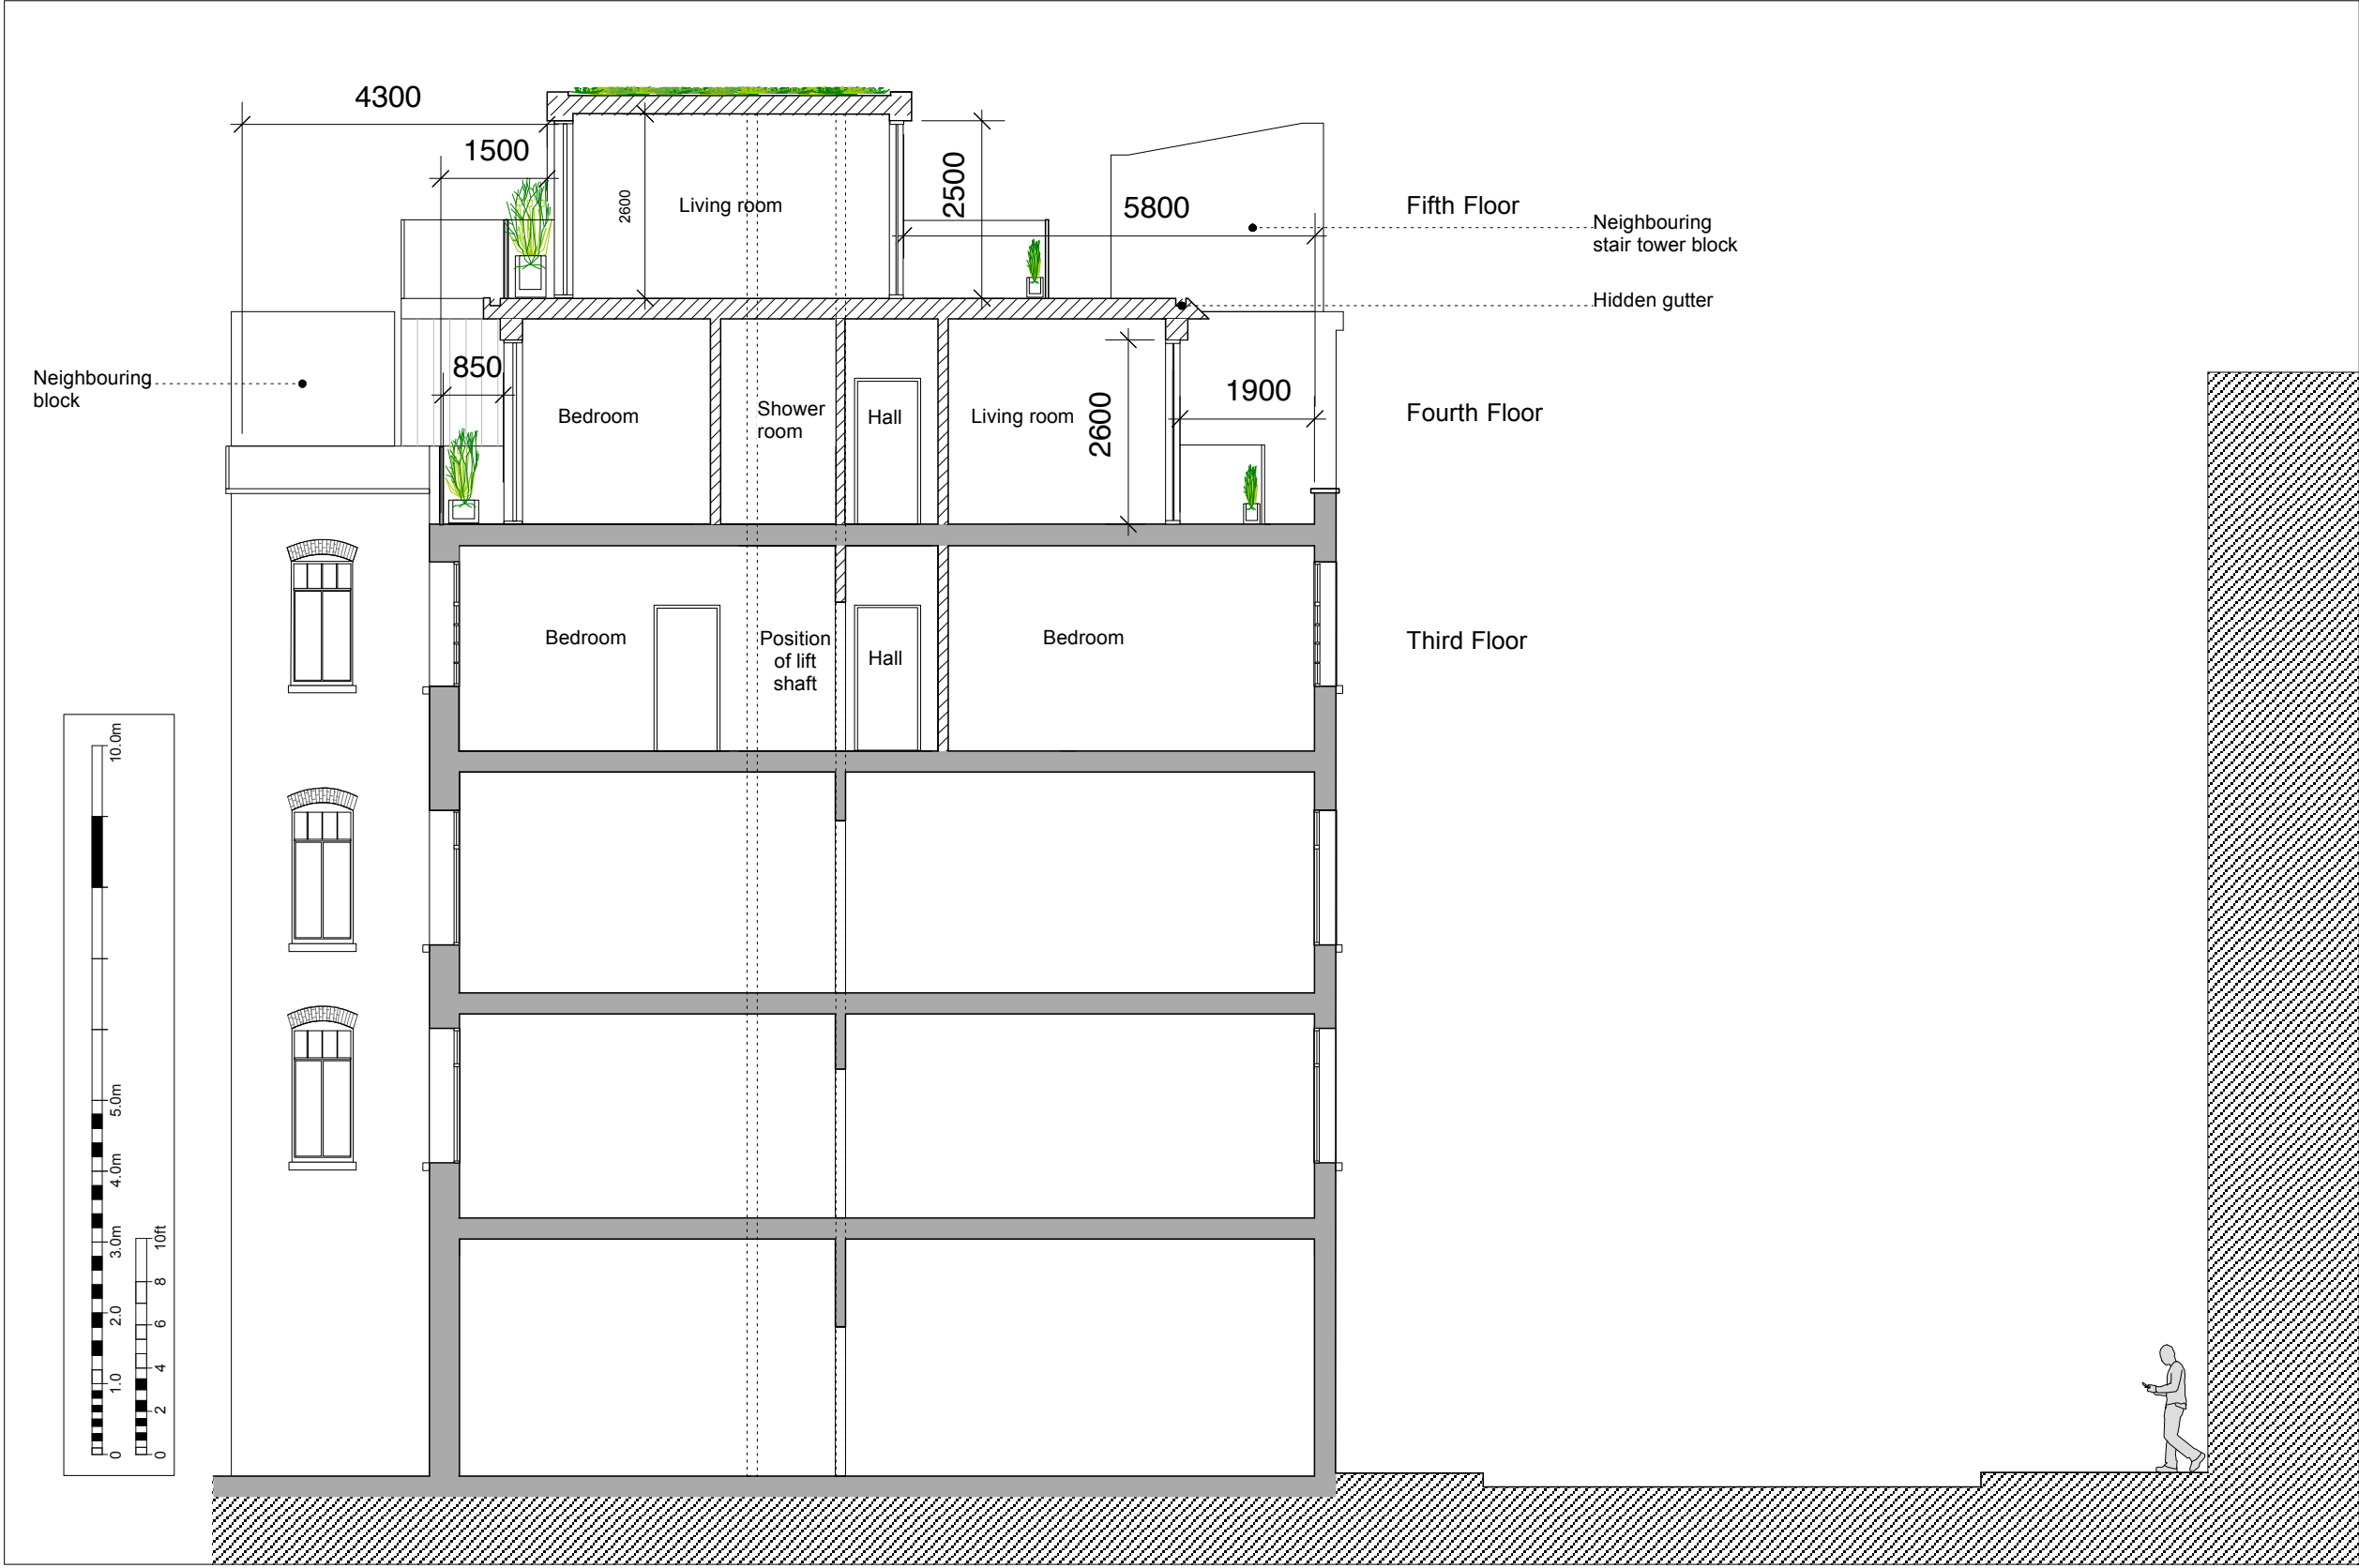 4300
1500
2600
Living room
2500
5800
Fifth Floor
Neighbouring
stair tower block
Hidden gutter
Neighbouring
block
850
Bedroom
Shower
room
Hall
Living room
2600
1900
Fourth Floor
Bedroom
Position
of lift
shaft
Hall
Bedroom
Third Floor
10.0m
5.0m
4.0m
3.0m
2.0
1.0
0
10ft
8
6
4
2
0